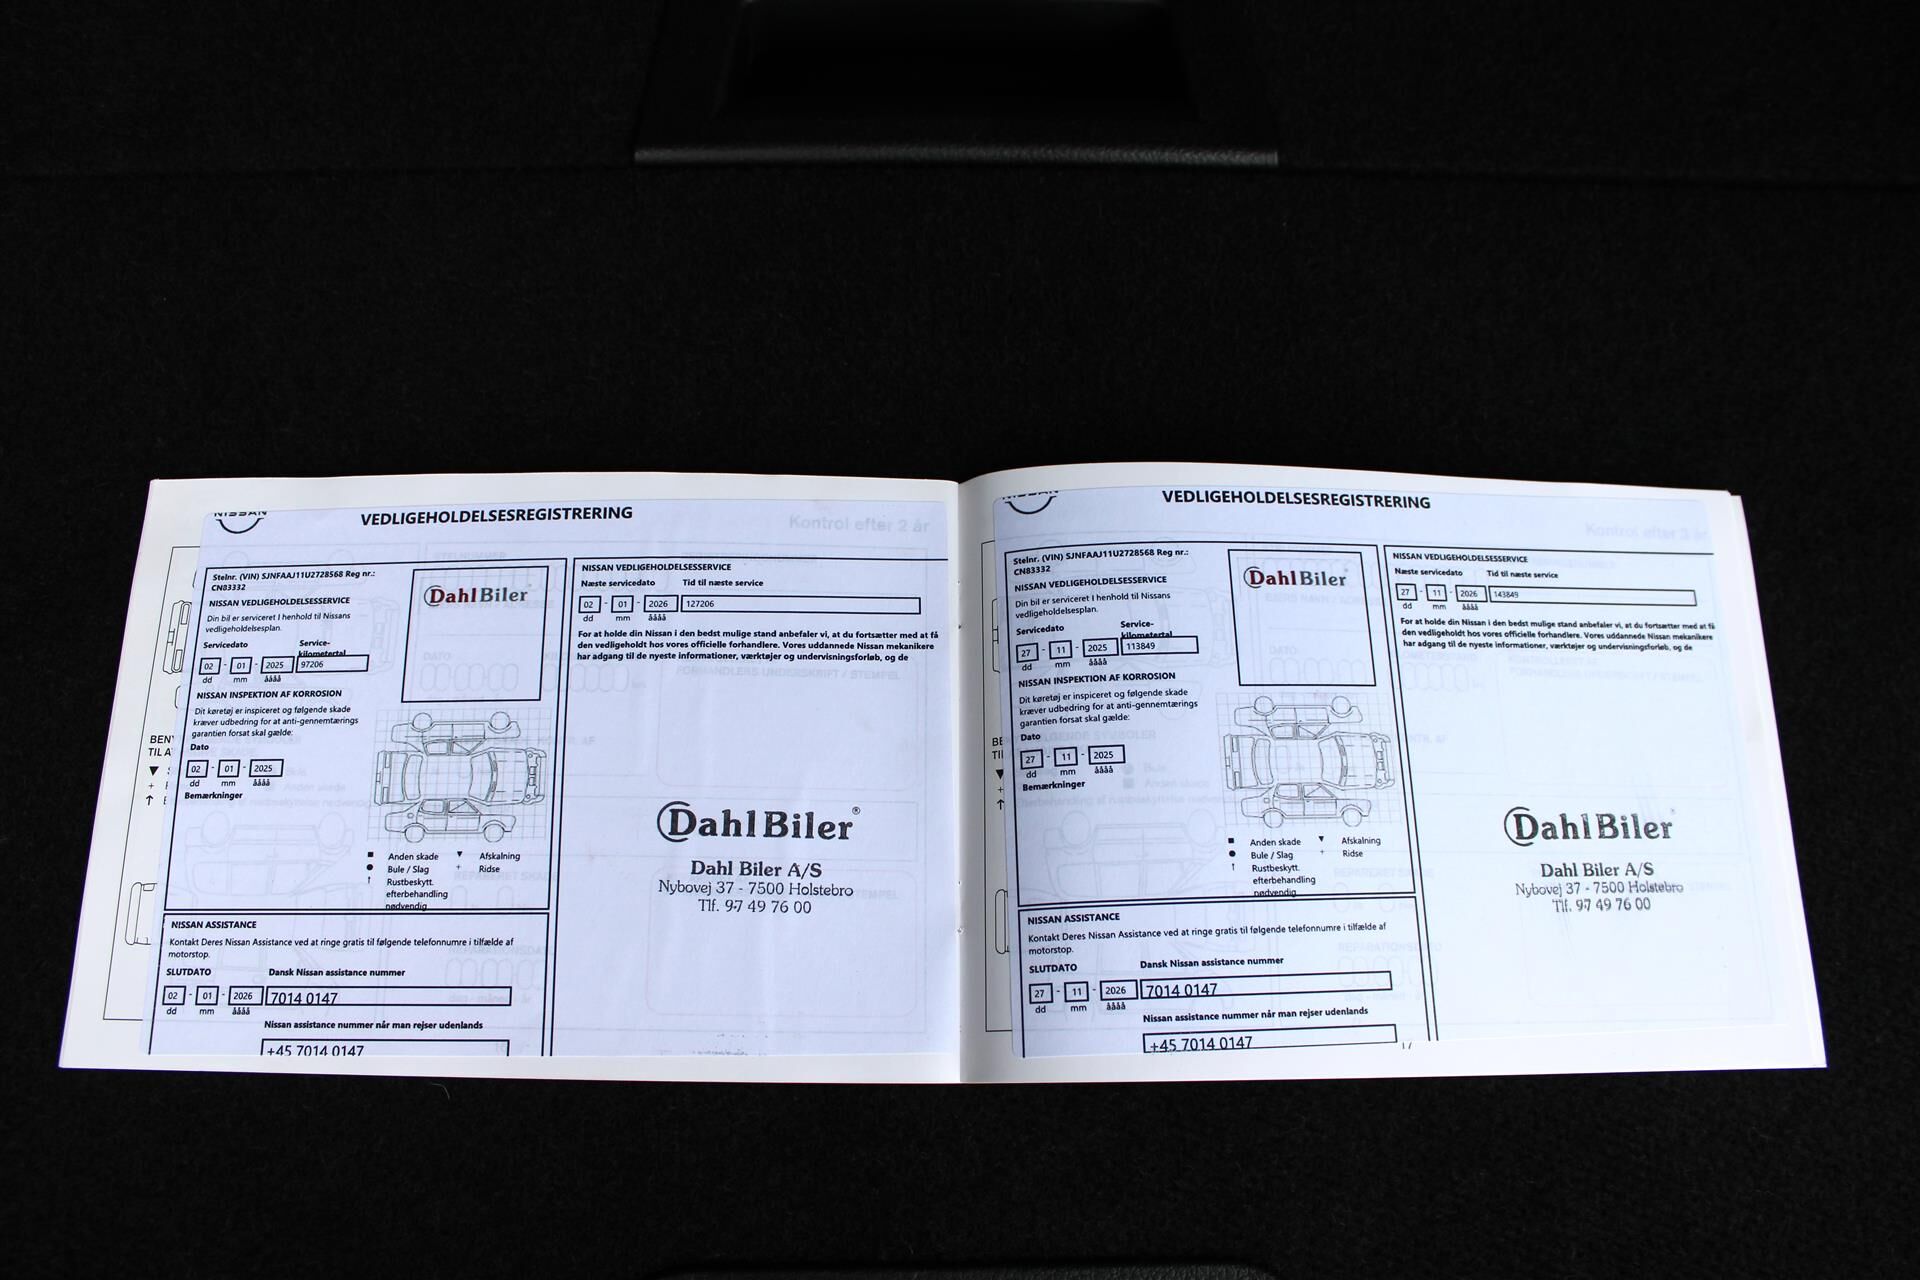 NISSAN
VEDLIGEHOLDELSESREGISTRERING
Kontrol efter 2 år
Stelnr. (VIN) SJNFAAJ11U2728568 Reg nr.:
CN83332
NISSAN VEDLIGEHOLDELSESERVICE
Din bil er serviceret I henhold til Nissans
vedligeholdelsesplan.
Servicedato
Service-
kilometertal
02 - 01 - 2025 97206
dd mm åååå
NISSAN INSPEKTION AF KORROSION
Dit køretøj er inspiceret og følgende skade
kræver udbedring for at anti-gennemtærings
garantien forsat skal gælde:
Dato
02 - 01 - 2025
dd mm åååå
Bemærkninger
DahlBiler
■ Anden skade ▼ Afskalning
● Bule / Slag + Ridse
↑ Rustbeskytt.
efterbehandling
nødvendig
NISSAN ASSISTANCE
Kontakt Deres Nissan Assistance ved at ringe gratis til følgende telefonnumre i tilfælde af
motorstop.
SLUTDATO Dansk Nissan assistance nummer
02 - 01 - 2026 7014 0147
dd mm åååå
Nissan assistance nummer når man rejser udenlands
+45 7014 0147
NISSAN VEDLIGEHOLDELSESSERVICE
Næste servicedato Tid til næste service
02 - 01 - 2026 127206
dd mm åååå
For at holde din Nissan i den bedst mulige stand anbefaler vi, at du fortsætter med at få
den vedligeholdt hos vores officielle forhandlere. Vores uddannede Nissan mekanikere
har adgang til de nyeste informationer, værktøjer og undervisningsforløb, og de
DahlBiler®
Dahl Biler A/S
Nybovej 37 - 7500 Holstebro
Tlf. 97 49 76 00
NISSAN
VEDLIGEHOLDELSESREGISTRERING
Kontrol efter 3 år
Stelnr. (VIN) SJNFAAJ11U2728568 Reg nr.:
CN83332
NISSAN VEDLIGEHOLDELSESERVICE
Din bil er serviceret I henhold til Nissans
vedligeholdelsesplan.
Servicedato
Service-
kilometertal
27 - 11 - 2025 113849
dd mm åååå
NISSAN INSPEKTION AF KORROSION
Dit køretøj er inspiceret og følgende skade
kræver udbedring for at anti-gennemtærings
garantien forsat skal gælde:
Dato
27 - 11 - 2025
dd mm åååå
Bemærkninger
DahlBiler
■ Anden skade ▼ Afskalning
● Bule / Slag + Ridse
↑ Rustbeskytt.
efterbehandling
nødvendig
NISSAN ASSISTANCE
Kontakt Deres Nissan Assistance ved at ringe gratis til følgende telefonnumre i tilfælde af
motorstop.
SLUTDATO Dansk Nissan assistance nummer
27 - 11 - 2026 7014 0147
dd mm åååå
Nissan assistance nummer når man rejser udenlands
+45 7014 0147
17
NISSAN VEDLIGEHOLDELSESSERVICE
Næste servicedato Tid til næste service
27 - 11 - 2026 143849
dd mm åååå
For at holde din Nissan i den bedst mulige stand anbefaler vi, at du fortsætter med at få
den vedligeholdt hos vores officielle forhandlere. Vores uddannede Nissan mekanikere
har adgang til de nyeste informationer, værktøjer og undervisningsforløb, og de
DahlBiler
Dahl Biler A/S
Nybovej 37 - 7500 Holstebro
Tlf. 97 49 76 00